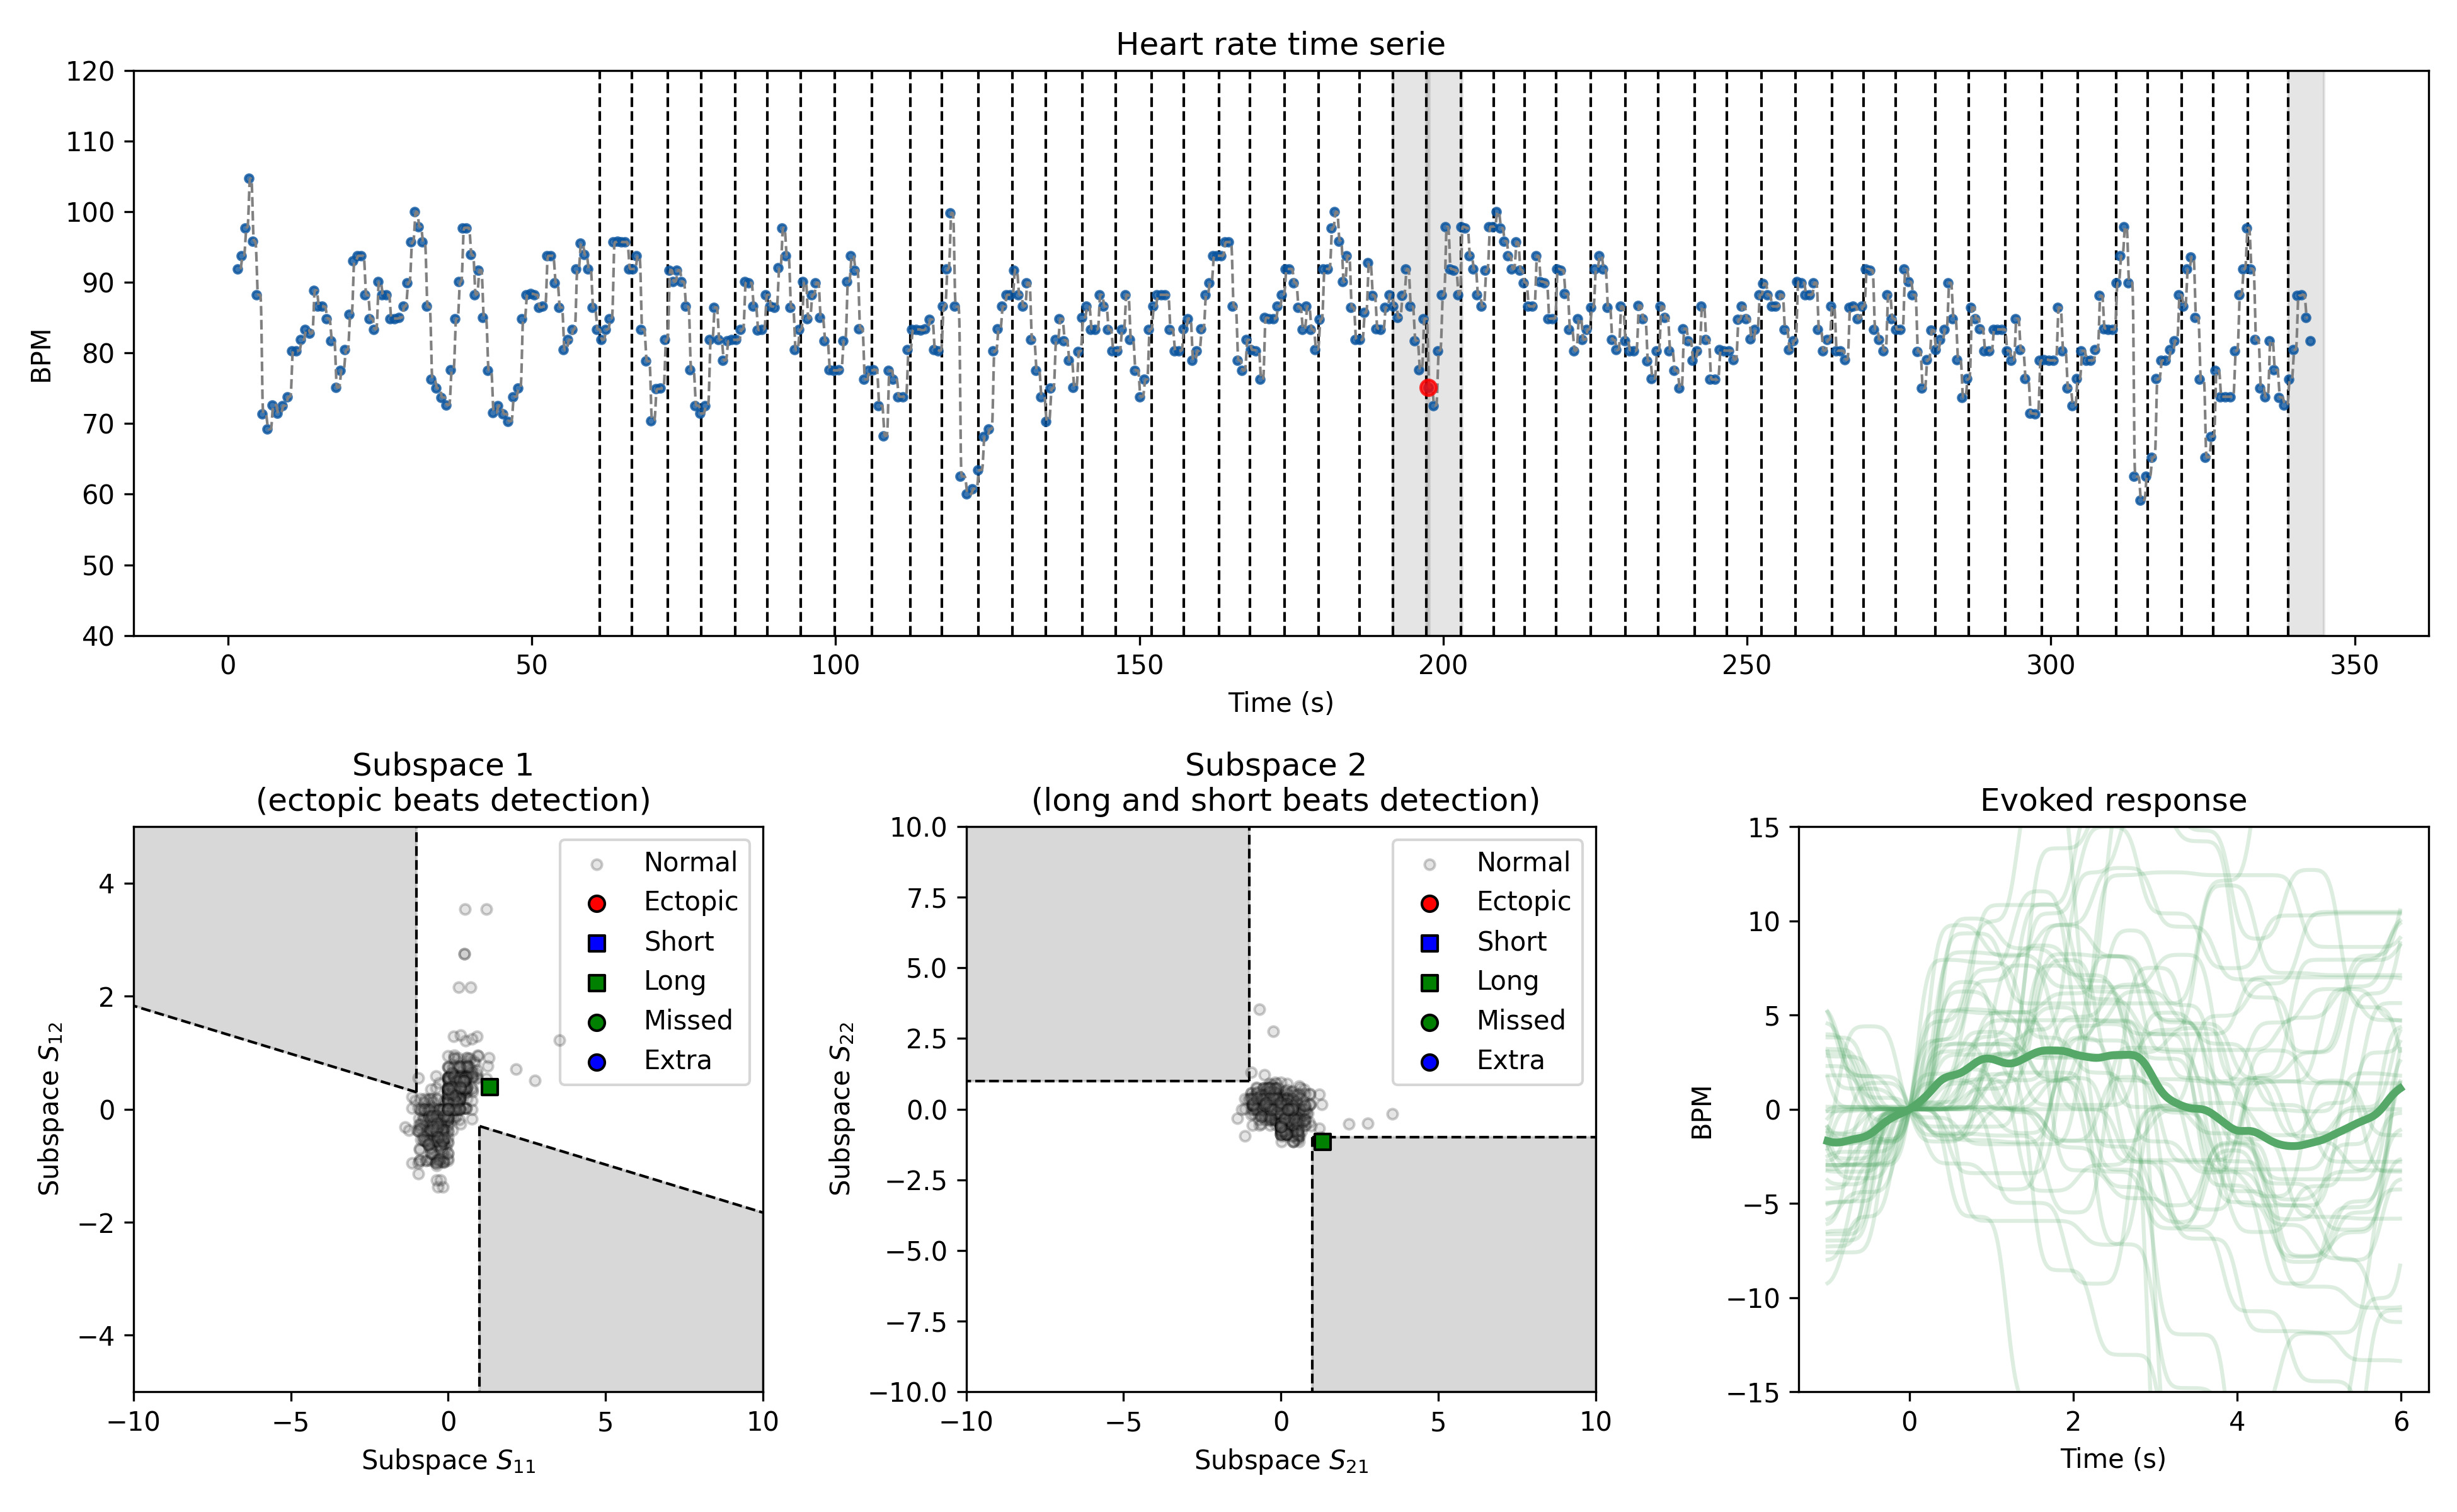 Heart rate time serie
120
110
100
90
80
70
60
50
40
BPM
0 50 100 150 200 250 300 350
Time (s)
Subspace 1
(ectopic beats detection)
4
2
0
−2
−4
Subspace S12
Normal
Ectopic
Short
Long
Missed
Extra
−10 −5 0 5 10
Subspace S11
Subspace 2
(long and short beats detection)
10.0
7.5
5.0
2.5
0.0
−2.5
−5.0
−7.5
−10.0
Subspace S22
Normal
Ectopic
Short
Long
Missed
Extra
−10 −5 0 5 10
Subspace S21
Evoked response
15
10
5
0
−5
−10
−15
BPM
0 2 4 6
Time (s)